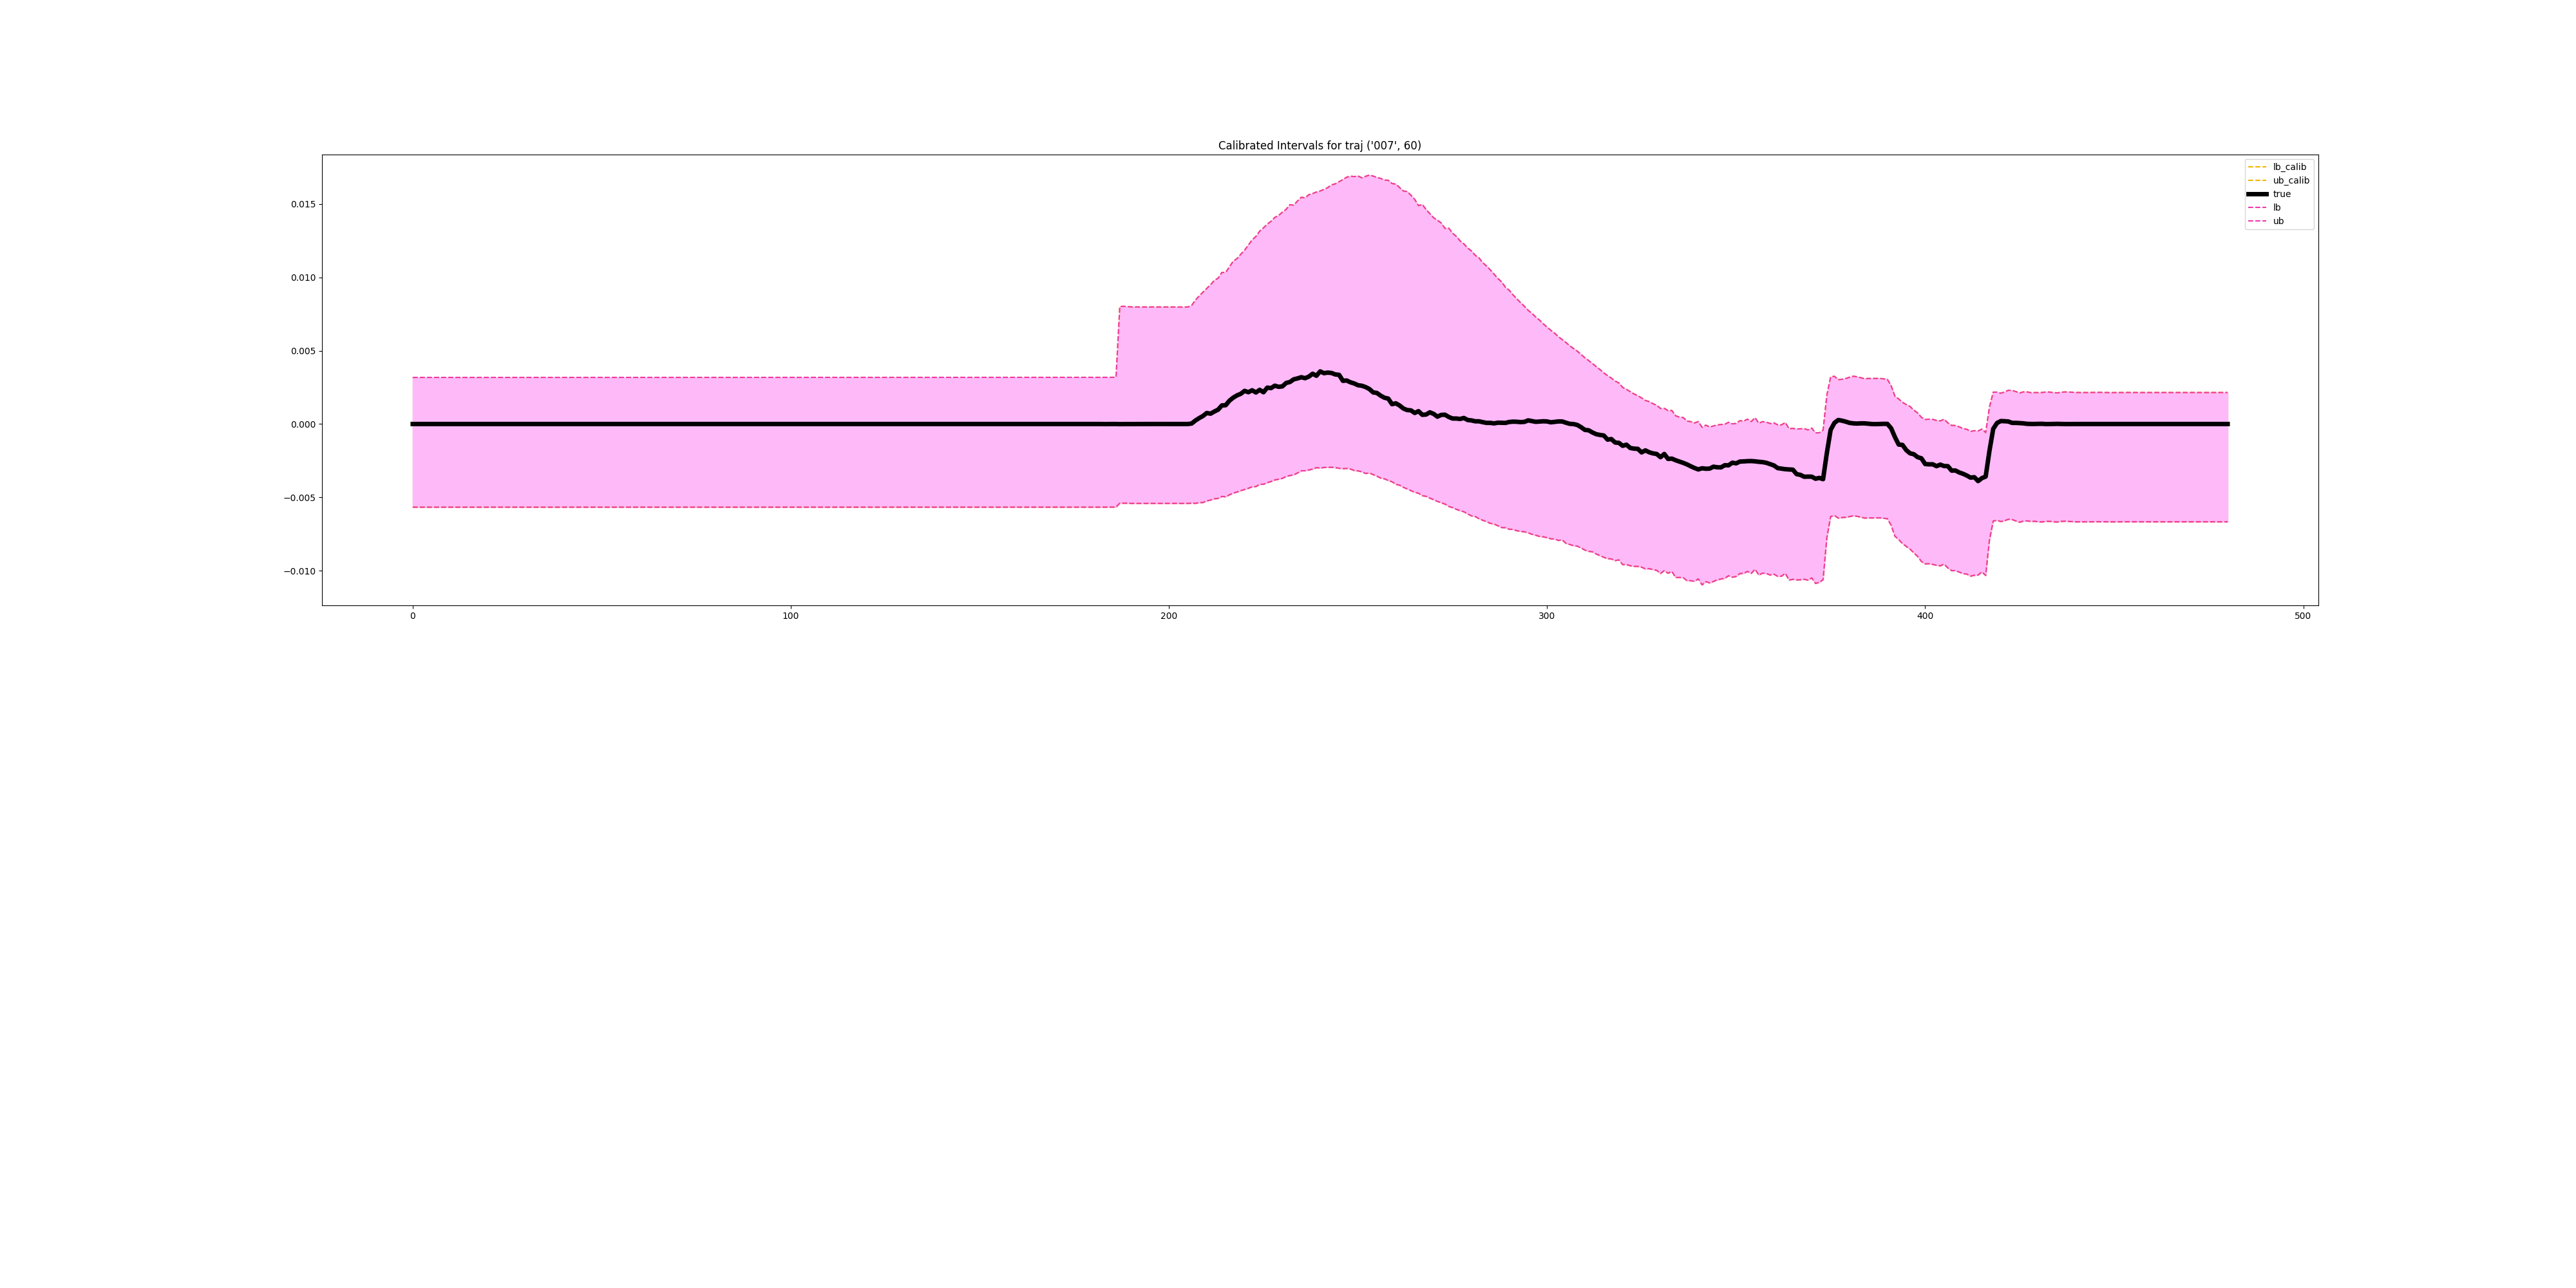 Calibrated Intervals for traj ('007', 60)
lb_calib
ub_calib
true
lb
ub
0.015
0.010
0.005
0.000
−0.005
−0.010
0 100 200 300 400 500